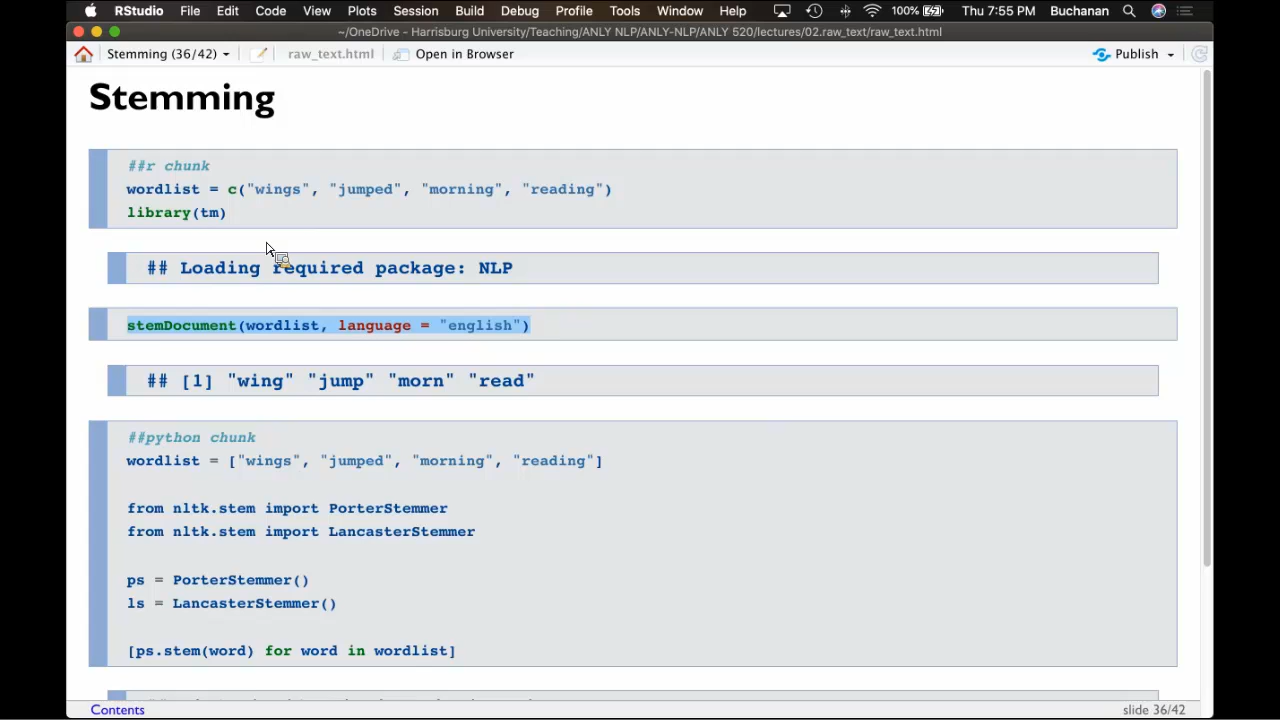 RStudio File Edit Code View Plots Session Build Debug Profile Tools Window Help 100% Thu 7:55 PM Buchanan
~/OneDrive - Harrisburg University/Teaching/ANLY NLP/ANLY-NLP/ANLY 520/lectures/02.raw_text/raw_text.html
Stemming (36/42) raw_text.html Open in Browser Publish
Stemming
##r chunk
wordlist = c("wings", "jumped", "morning", "reading")
library(tm)
## Loading required package: NLP
stemDocument(wordlist, language = "english")
## [1] "wing" "jump" "morn" "read"
##python chunk
wordlist = ["wings", "jumped", "morning", "reading"]
from nltk.stem import PorterStemmer
from nltk.stem import LancasterStemmer
ps = PorterStemmer()
ls = LancasterStemmer()
[ps.stem(word) for word in wordlist]
Contents
slide 36/42